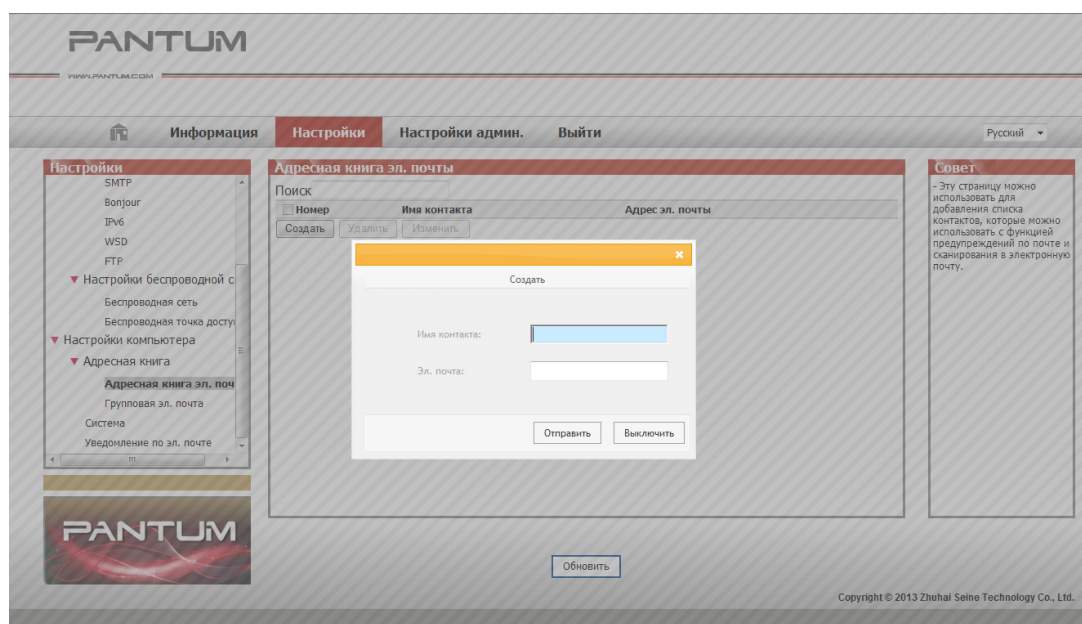 PANTUM
WWW.PANTUM.COM
Информация Настройки Настройки админ. Выйти Русский
Настройки
SMTP
Bonjour
IPv6
WSD
FTP
Настройки беспроводной с
Беспроводная сеть
Беспроводная точка досту
Настройки компьютера
Адресная книга
Адресная книга эл. поч
Групповая эл. почта
Система
Уведомление по эл. почте
PANTUM
Адресная книга эл. почты
Поиск
Номер Имя контакта Адрес эл. почты
Создать Удалить Изменить
Создать
Имя контакта:
Эл. почта:
Отправить Выключить
Обновить
Совет
- Эту страницу можно
использовать для
добавления списка
контактов, которые можно
использовать с функцией
предупреждений по почте и
сканирования в электронную
почту.
Copyright © 2013 Zhuhai Seine Technology Co., Ltd.